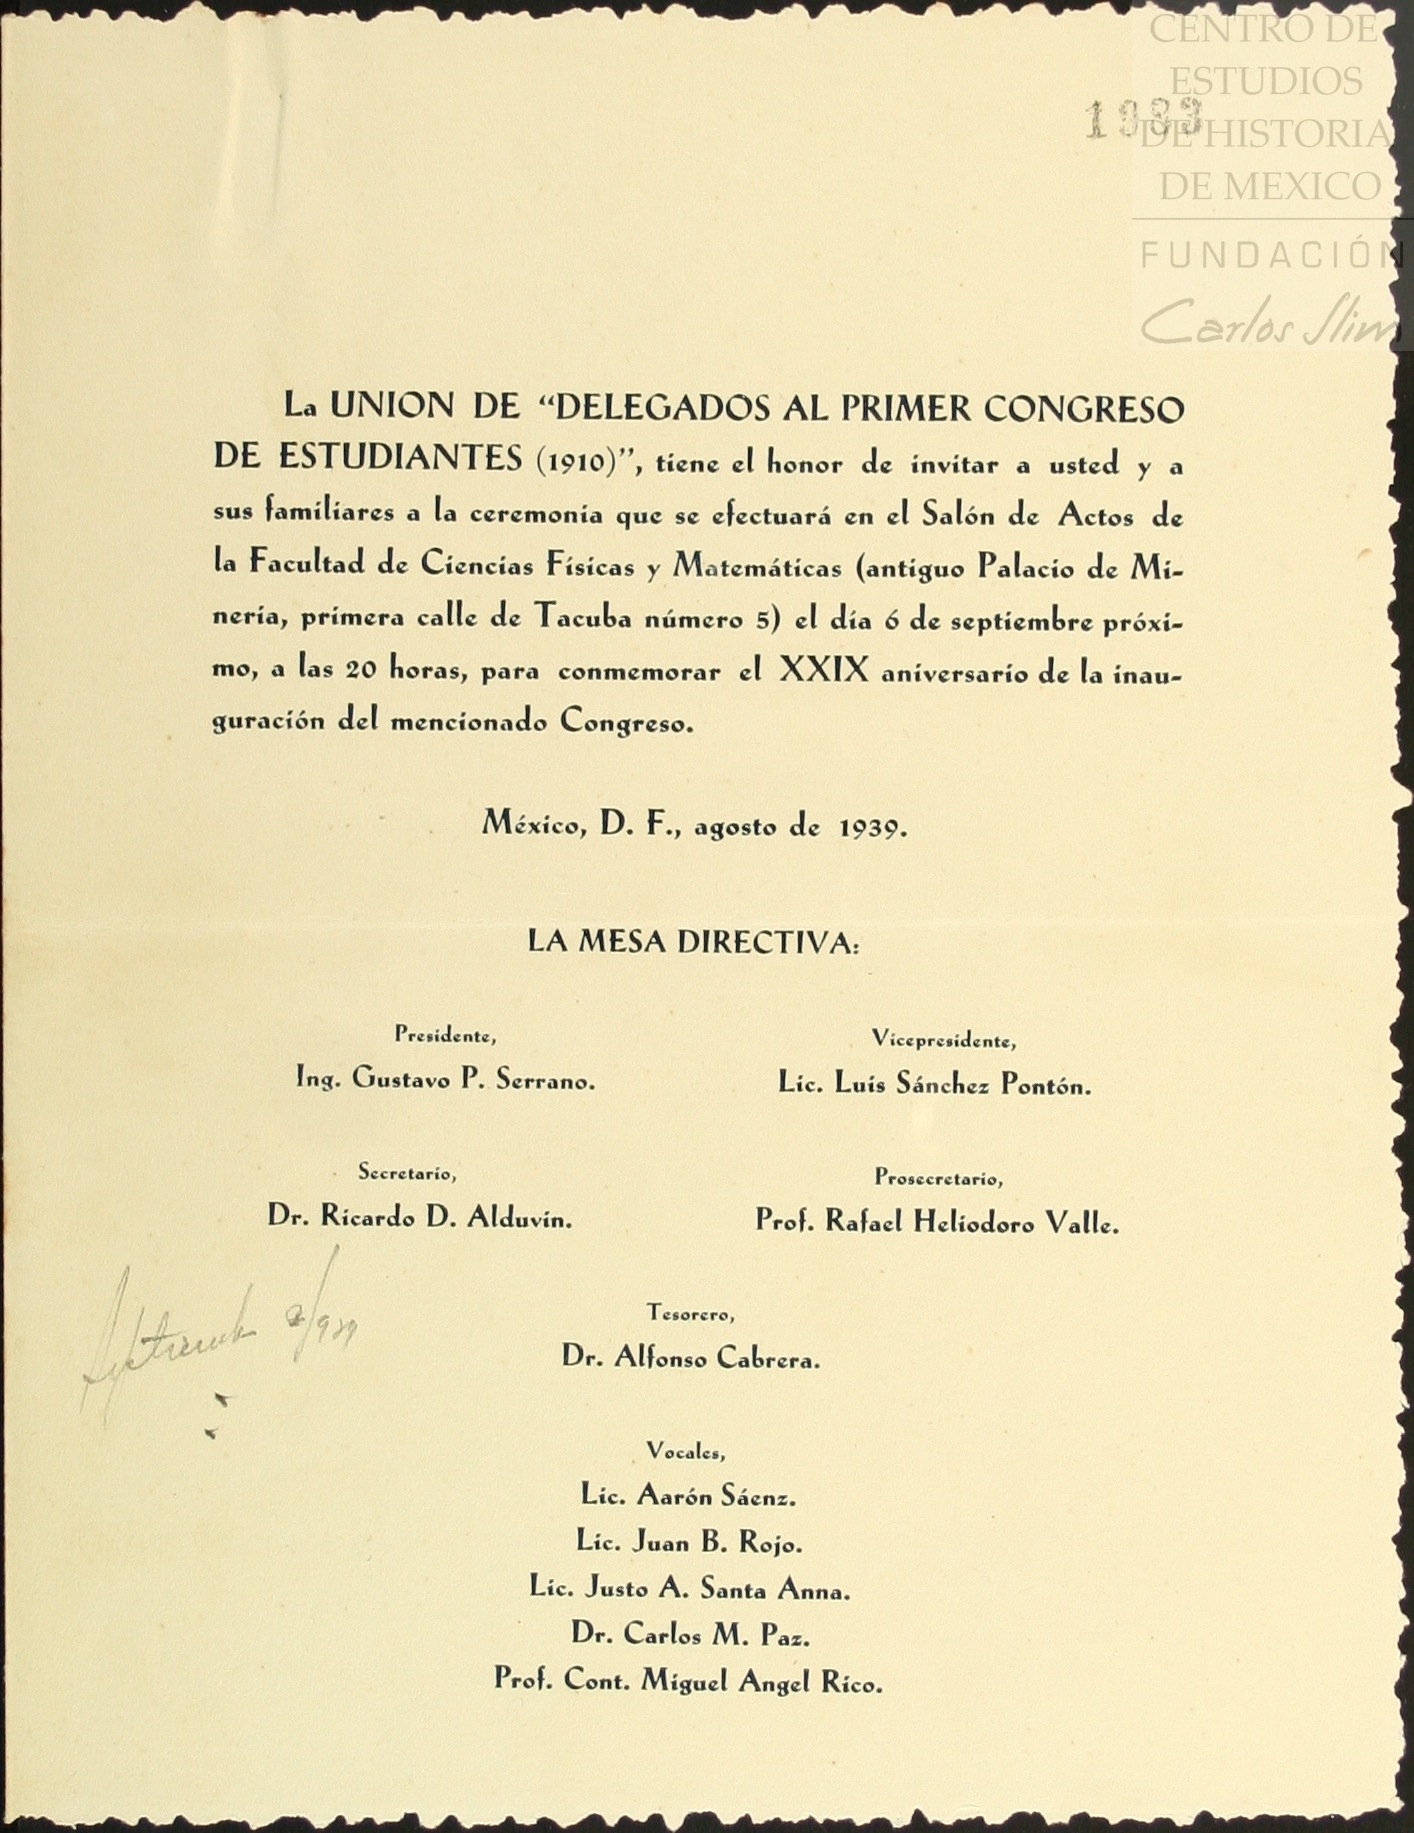 CENTRO DE
ESTUDIOS
DE HISTORIA
DE MEXICO
FUNDACIÓN
Carlos Slim
1983
La UNION DE “DELEGADOS AL PRIMER CONGRESO
DE ESTUDIANTES (1910)”, tiene el honor de invitar a usted y a
sus familiares a la ceremonia que se efectuará en el Salón de Actos de
la Facultad de Ciencias Físicas y Matemáticas (antiguo Palacio de Mi-
nería, primera calle de Tacuba número 5) el día 6 de septiembre próxi-
mo, a las 20 horas, para conmemorar el XXIX aniversario de la inau-
guración del mencionado Congreso.
México, D. F., agosto de 1939.
LA MESA DIRECTIVA:
Presidente,
Ing. Gustavo P. Serrano.
Vicepresidente,
Lic. Luis Sánchez Pontón.
Secretario,
Dr. Ricardo D. Alduvín.
Prosecretario,
Prof. Rafael Heliodoro Valle.
Tesorero,
Dr. Alfonso Cabrera.
Vocales,
Lic. Aarón Sáenz.
Lic. Juan B. Rojo.
Lic. Justo A. Santa Anna.
Dr. Carlos M. Paz.
Prof. Cont. Miguel Angel Rico.